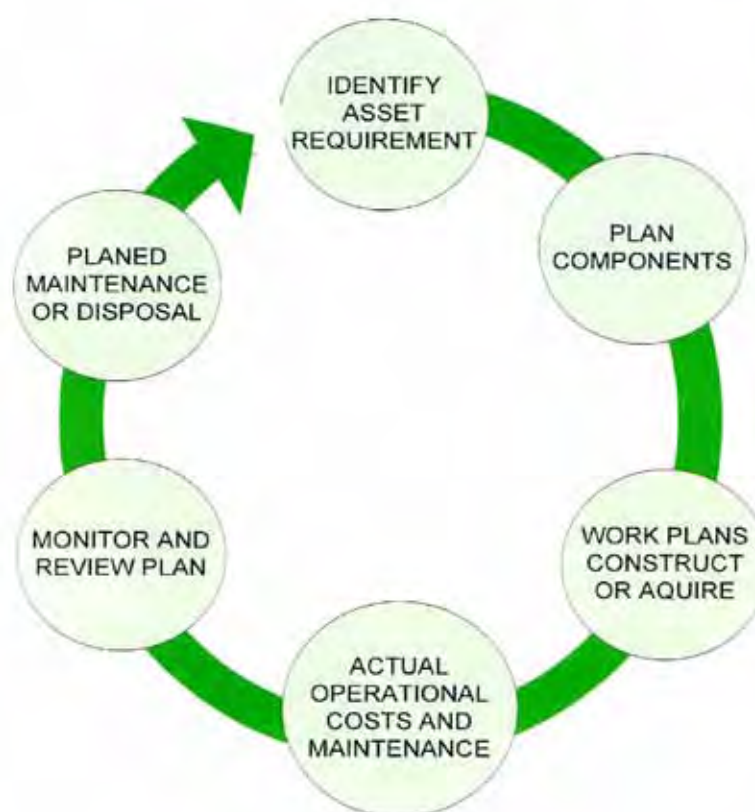 IDENTIFY
ASSET
REQUIREMENT
PLAN
COMPONENTS
WORK PLANS
CONSTRUCT
OR AQUIRE
ACTUAL
OPERATIONAL
COSTS AND
MAINTENANCE
MONITOR AND
REVIEW PLAN
PLANED
MAINTENANCE
OR DISPOSAL